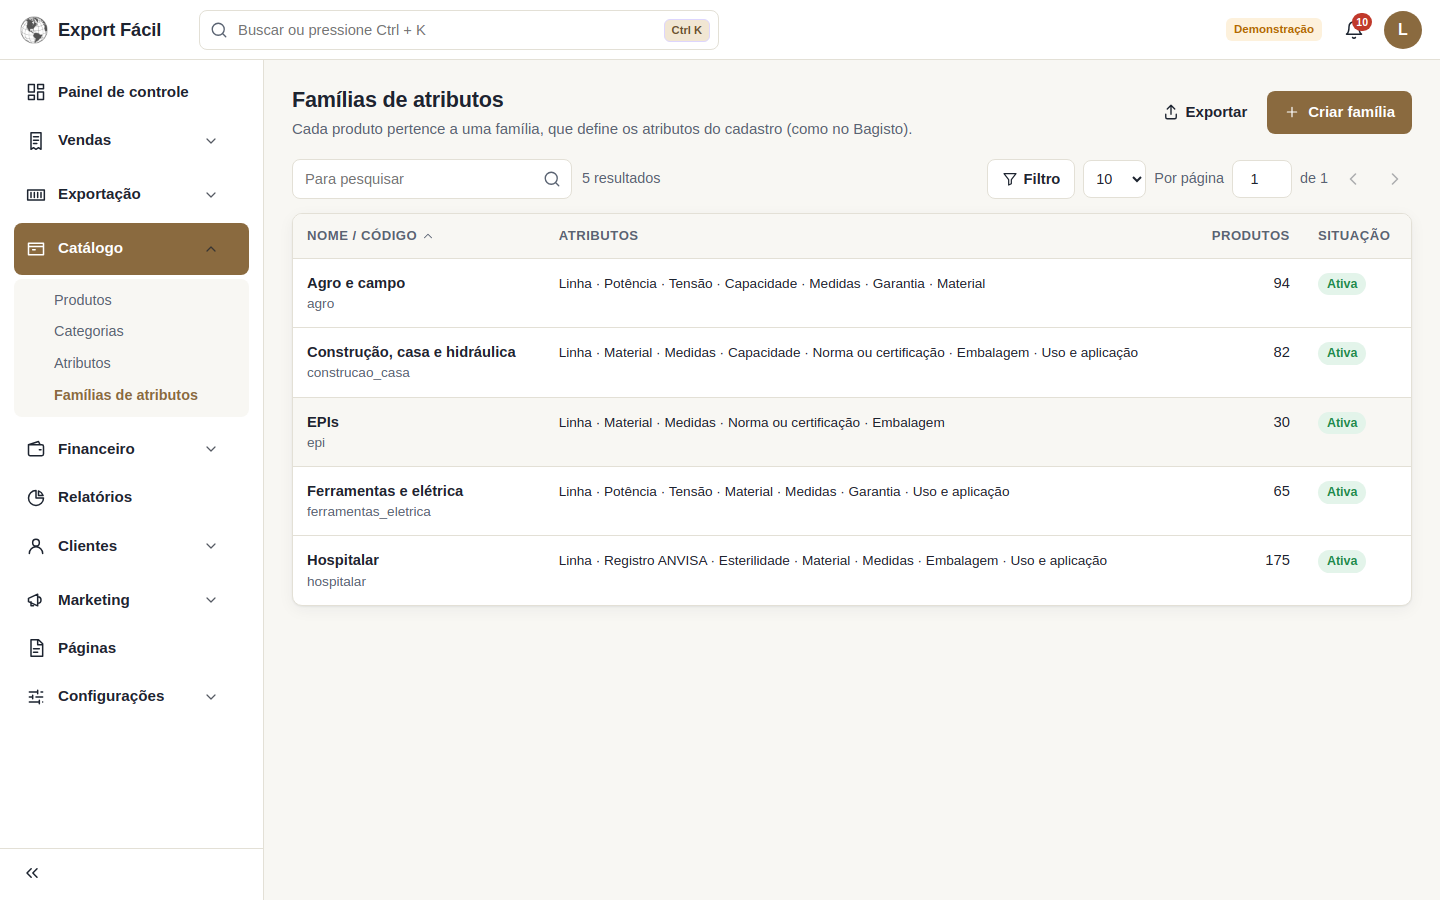 Export Fácil
Buscar ou pressione Ctrl + K
Ctrl K
Demonstração
10
L
Painel de controle
Vendas
Exportação
Catálogo
Produtos
Categorias
Atributos
Famílias de atributos
Financeiro
Relatórios
Clientes
Marketing
Páginas
Configurações
Famílias de atributos
Cada produto pertence a uma família, que define os atributos do cadastro (como no Bagisto).
Exportar
Criar família
Para pesquisar
5 resultados
Filtro
10
Por página
1
de 1
NOME / CÓDIGO ATRIBUTOS PRODUTOS SITUAÇÃO
Agro e campo Linha · Potência · Tensão · Capacidade · Medidas · Garantia · Material 94 Ativa
agro
Construção, casa e hidráulica Linha · Material · Medidas · Capacidade · Norma ou certificação · Embalagem · Uso e aplicação 82 Ativa
construcao_casa
EPIs Linha · Material · Medidas · Norma ou certificação · Embalagem 30 Ativa
epi
Ferramentas e elétrica Linha · Potência · Tensão · Material · Medidas · Garantia · Uso e aplicação 65 Ativa
ferramentas_eletrica
Hospitalar Linha · Registro ANVISA · Esterilidade · Material · Medidas · Embalagem · Uso e aplicação 175 Ativa
hospitalar